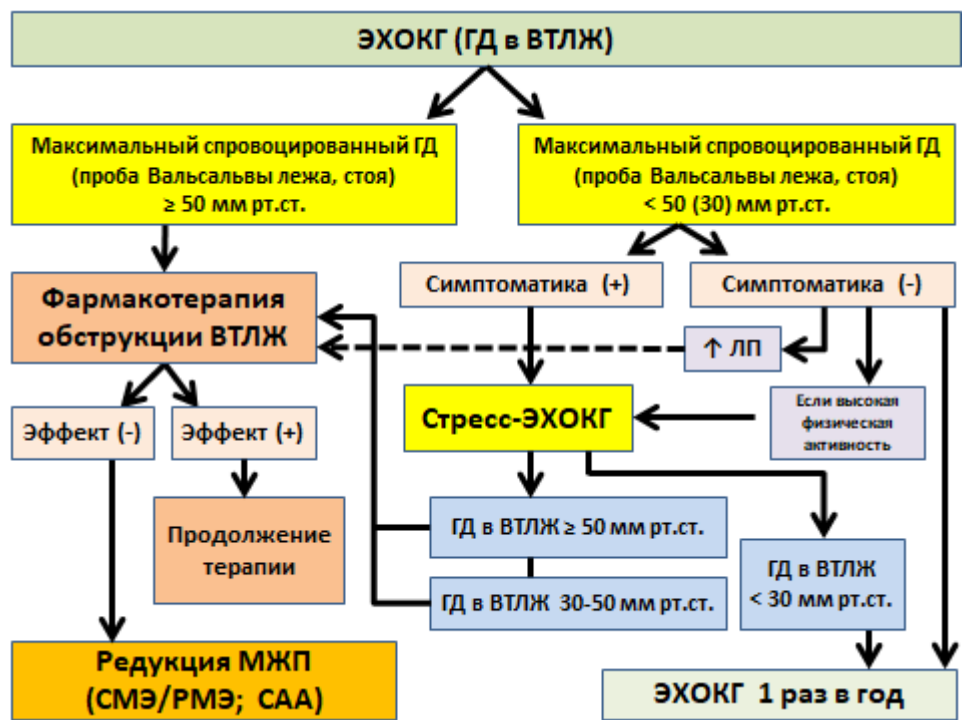 ЭХОКГ (ГД в ВТЛЖ)
Максимальный спровоцированный ГД
(проба Вальсальвы лежа, стоя)
≥ 50 мм рт.ст.
Максимальный спровоцированный ГД
(проба Вальсальвы лежа, стоя)
< 50 (30) мм рт.ст.
Фармакотерапия
обструкции ВТЛЖ
Симптоматика (+)
Симптоматика (-)
↑ ЛП
Эффект (-)
Эффект (+)
Стресс-ЭХОКГ
Если высокая
физическая
активность
Продолжение
терапии
ГД в ВТЛЖ ≥ 50 мм рт.ст.
ГД в ВТЛЖ 30-50 мм рт.ст.
ГД в ВТЛЖ
< 30 мм рт.ст.
Редукция МЖП
(СМЭ/РМЭ; САА)
ЭХОКГ 1 раз в год